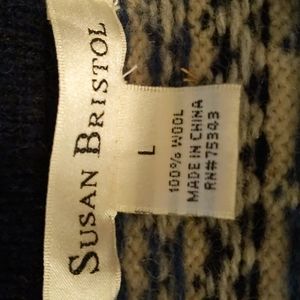 SUSAN BRISTOL
L
100% WOOL
MADE IN CHINA
RN#75343